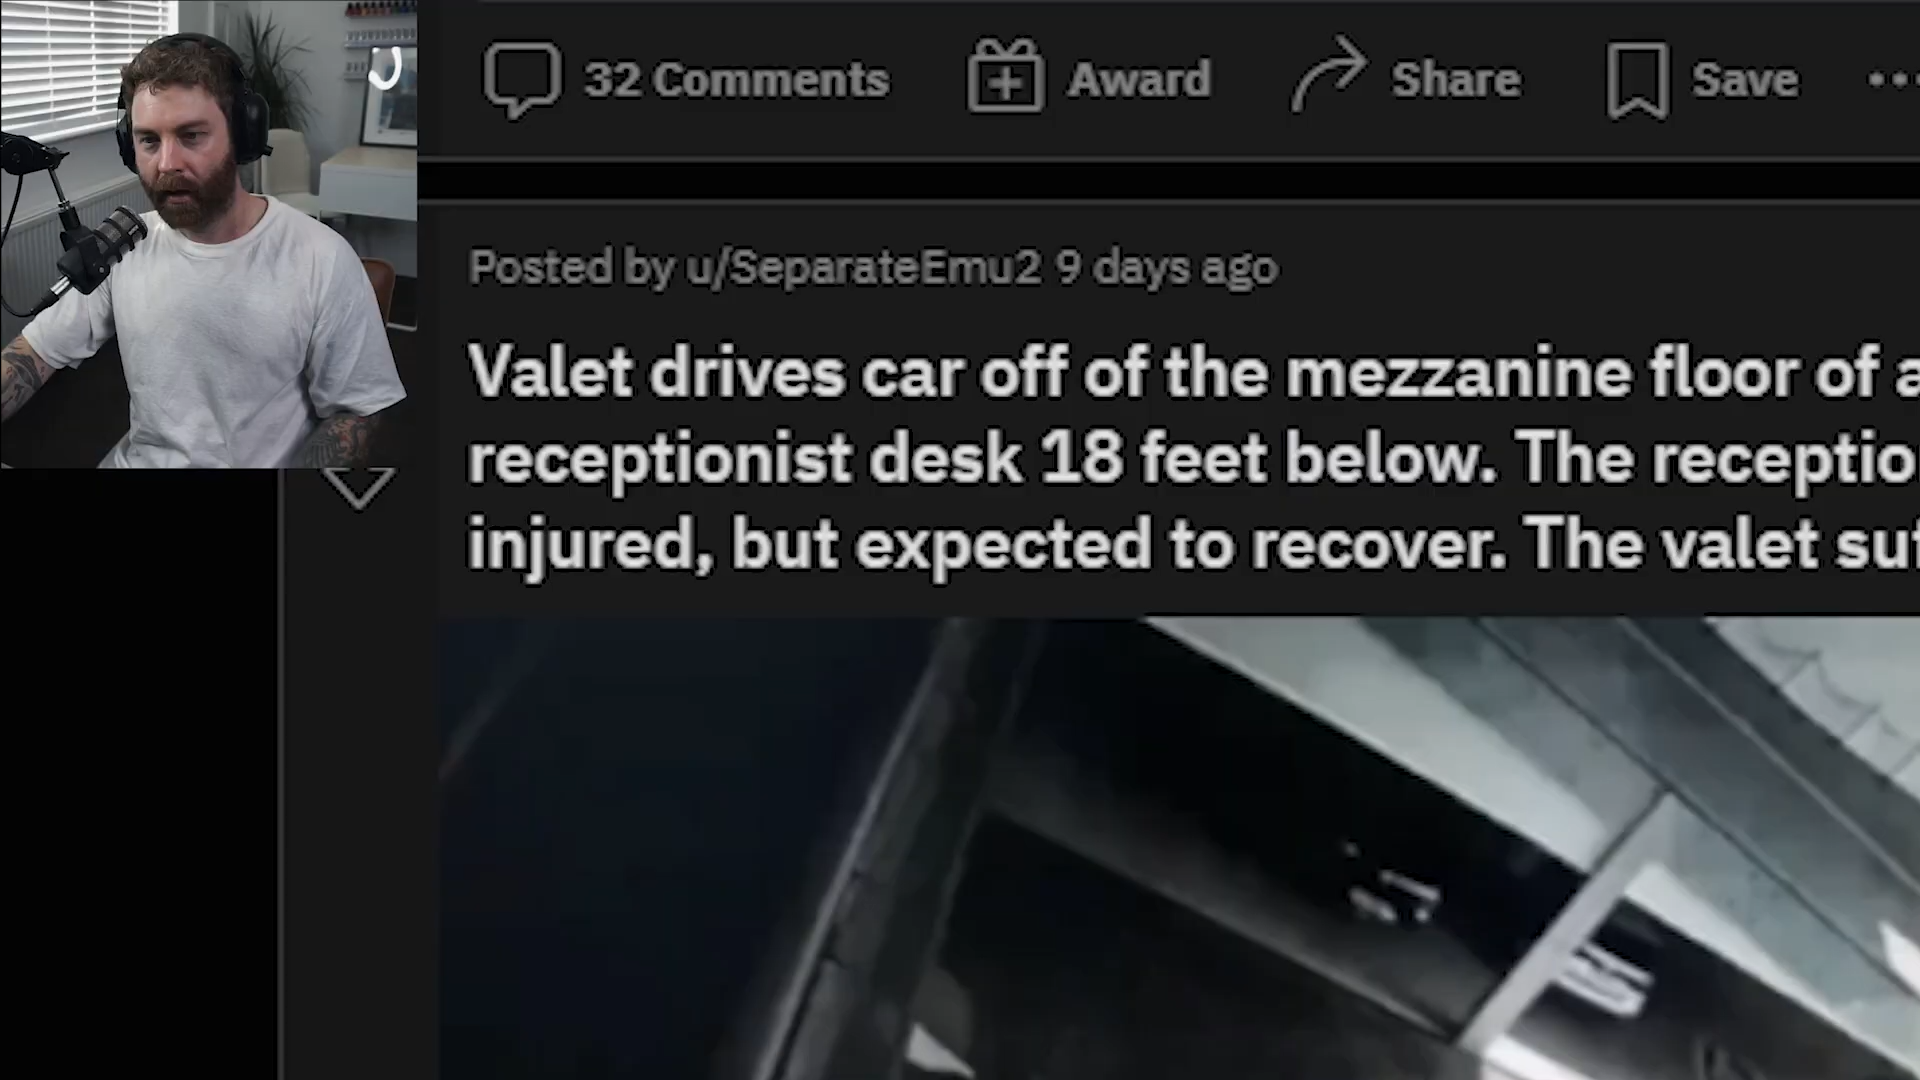 32 Comments Award Share Save
Posted by u/SeparateEmu2 9 days ago
Valet drives car off of the mezzanine floor of a
receptionist desk 18 feet below. The receptio
injured, but expected to recover. The valet suf